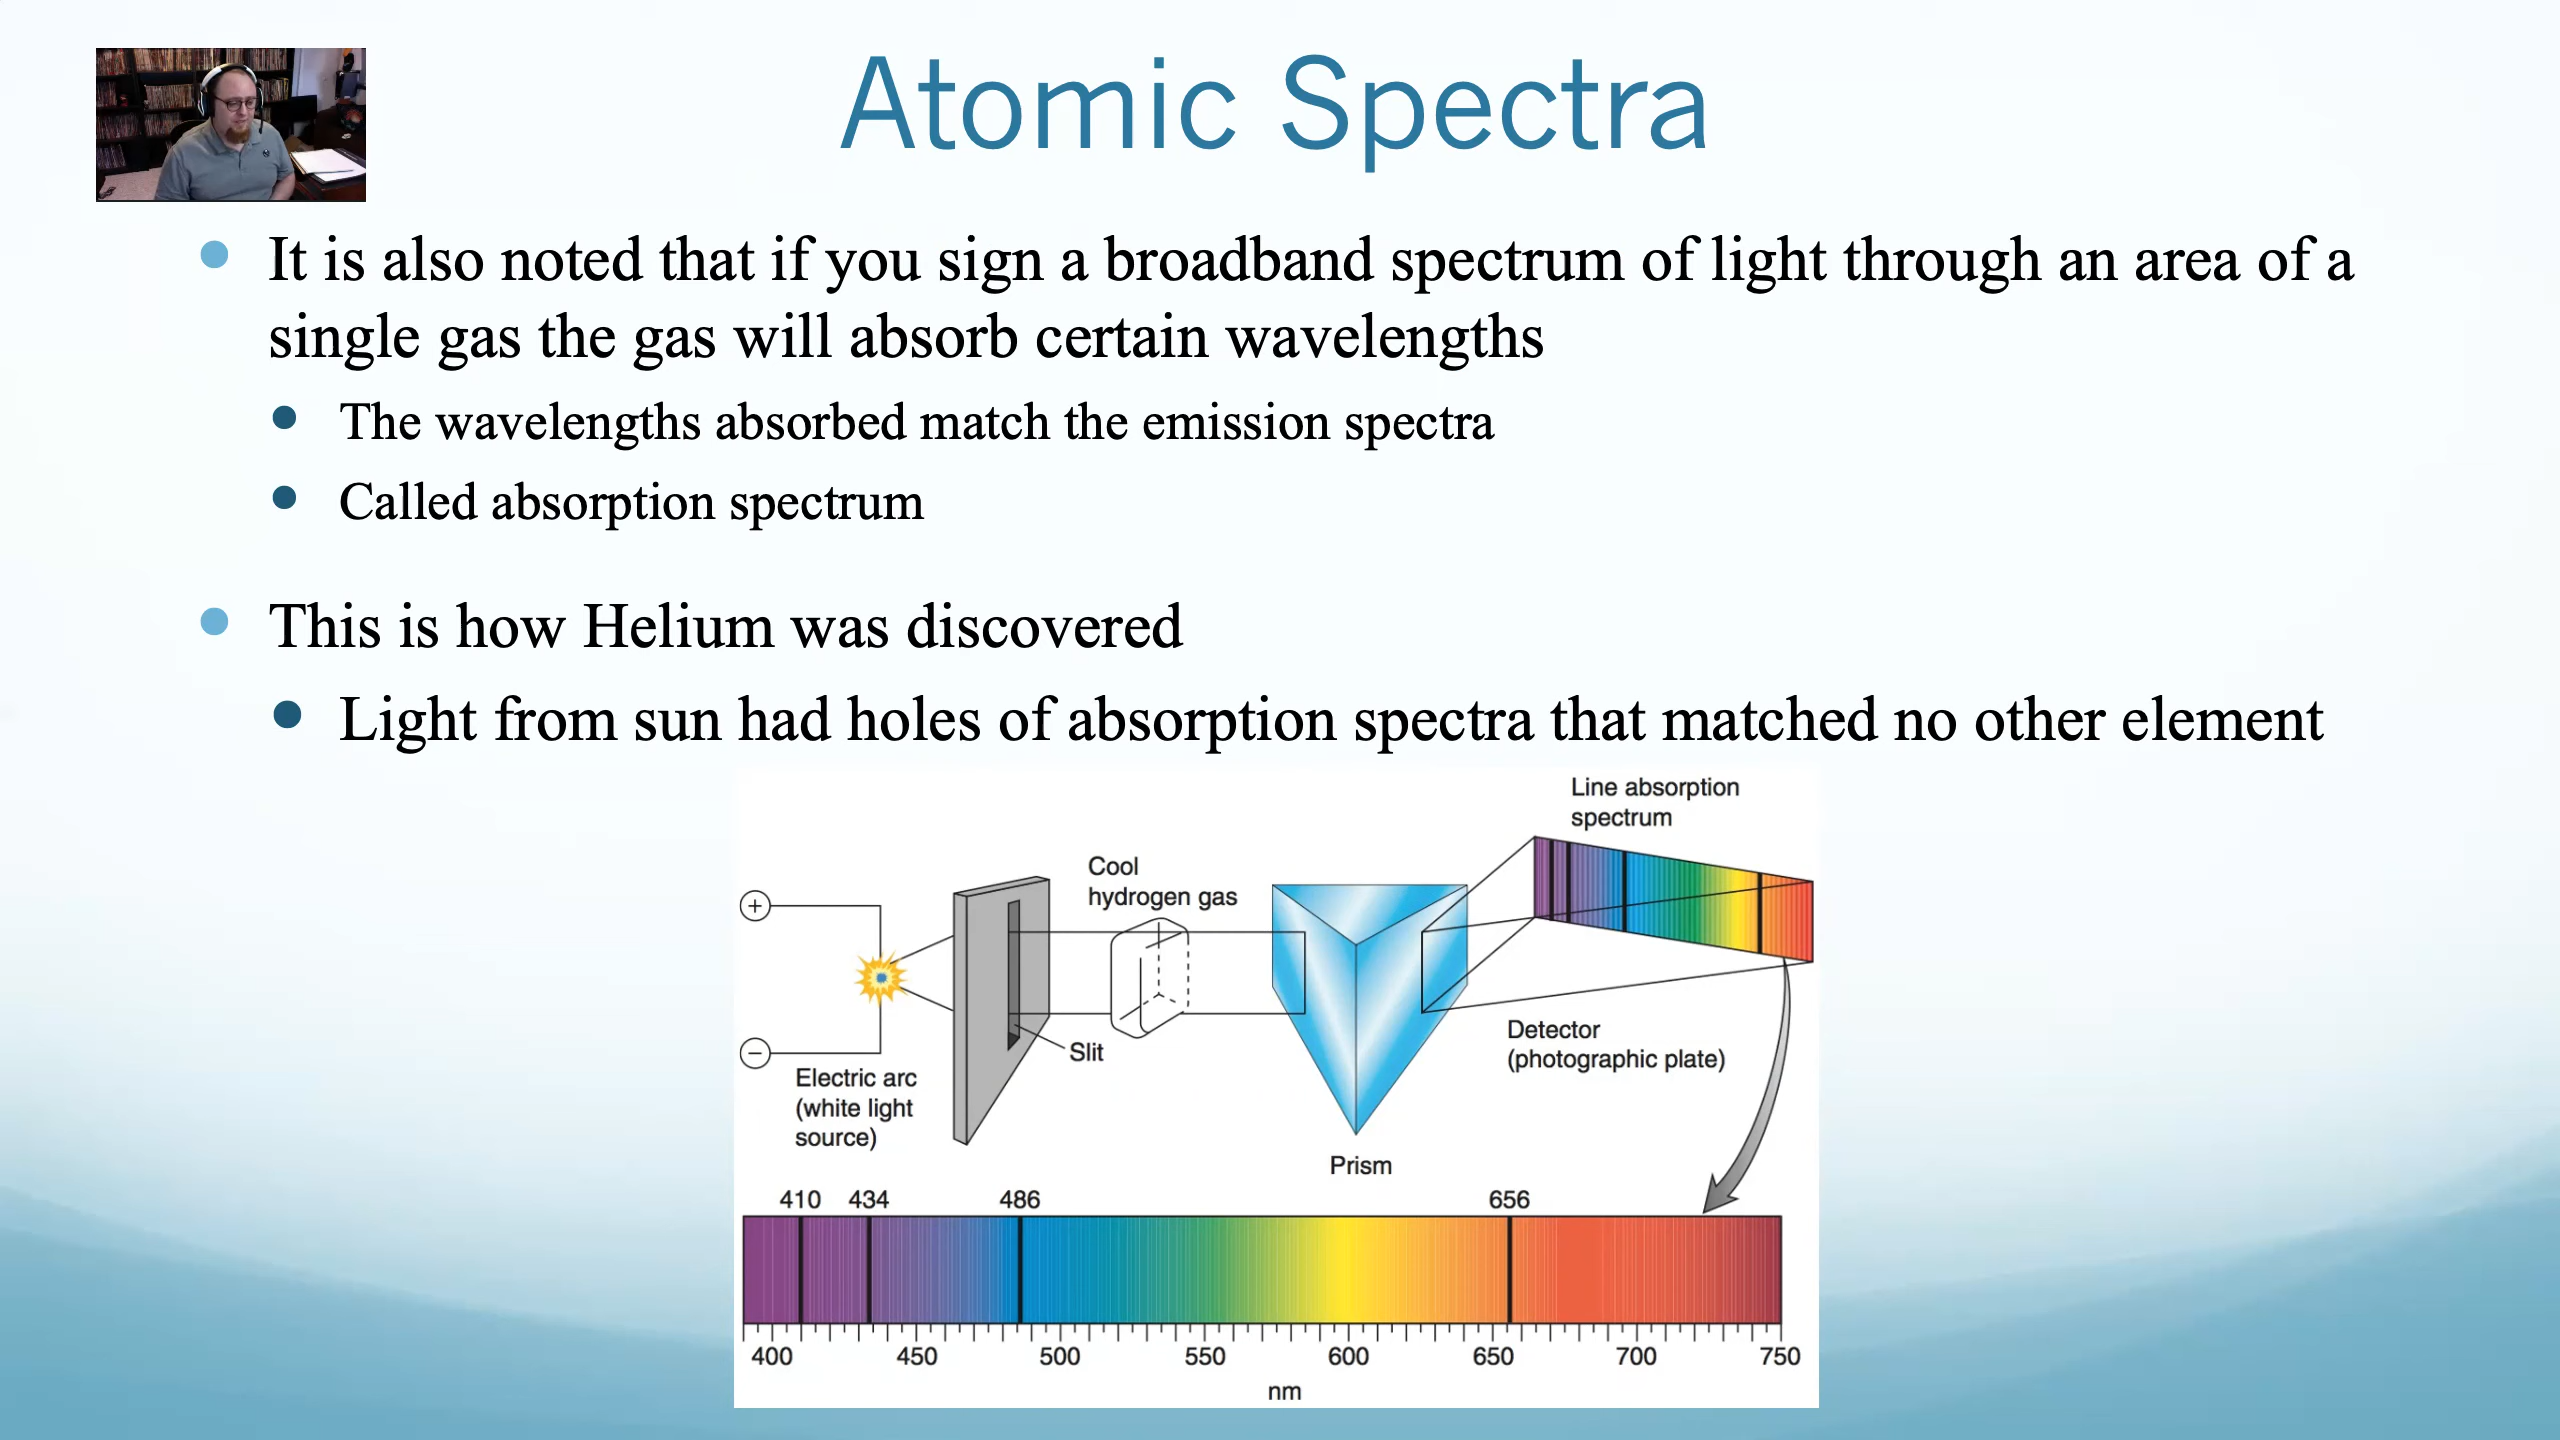 Atomic Spectra
It is also noted that if you sign a broadband spectrum of light through an area of a
single gas the gas will absorb certain wavelengths
The wavelengths absorbed match the emission spectra
Called absorption spectrum
This is how Helium was discovered
Light from sun had holes of absorption spectra that matched no other element
Line absorption
spectrum
Cool
hydrogen gas
+
−
Slit
Electric arc
(white light
source)
Detector
(photographic plate)
Prism
410 434 486 656
400 450 500 550 600 650 700 750
nm